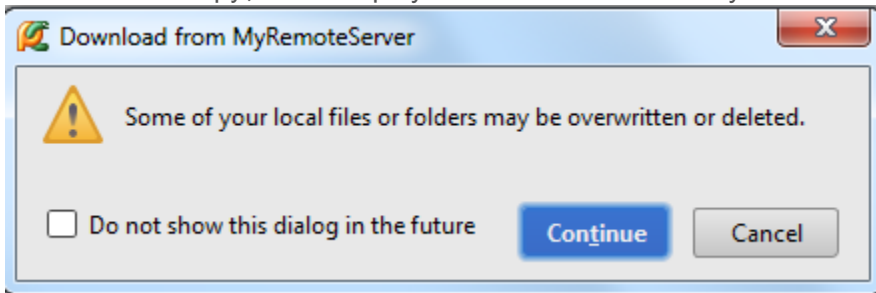 Download from MyRemoteServer
Some of your local files or folders may be overwritten or deleted.
Do not show this dialog in the future
Continue
Cancel